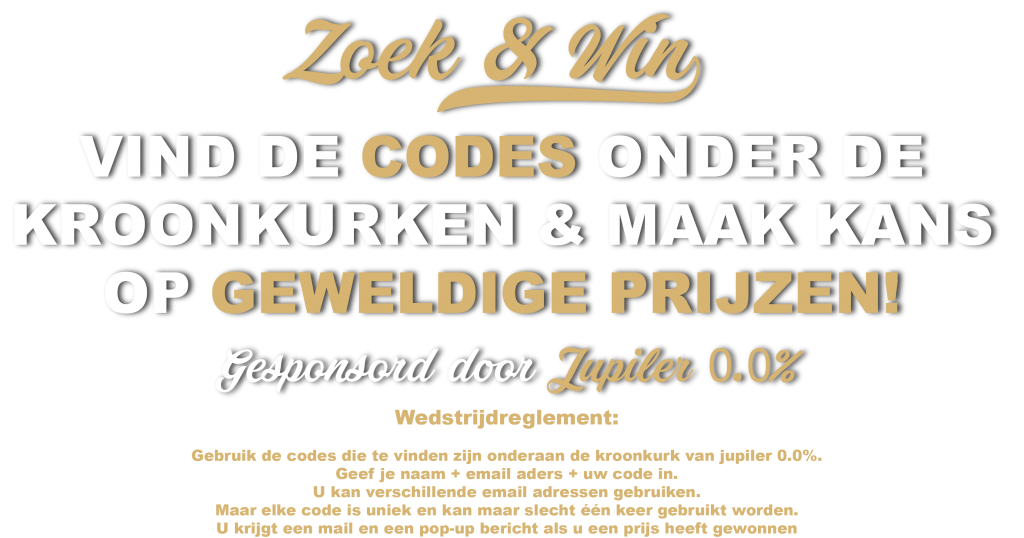 Zoek & Win
VIND DE CODES ONDER DE
KROONKURKEN & MAAK KANS
OP GEWELDIGE PRIJZEN!
Gesponsord door Jupiler 0.0%
Wedstrijdreglement:
Gebruik de codes die te vinden zijn onderaan de kroonkurk van jupiler 0.0%.
Geef je naam + email aders + uw code in.
U kan verschillende email adressen gebruiken.
Maar elke code is uniek en kan maar slecht één keer gebruikt worden.
U krijgt een mail en een pop-up bericht als u een prijs heeft gewonnen